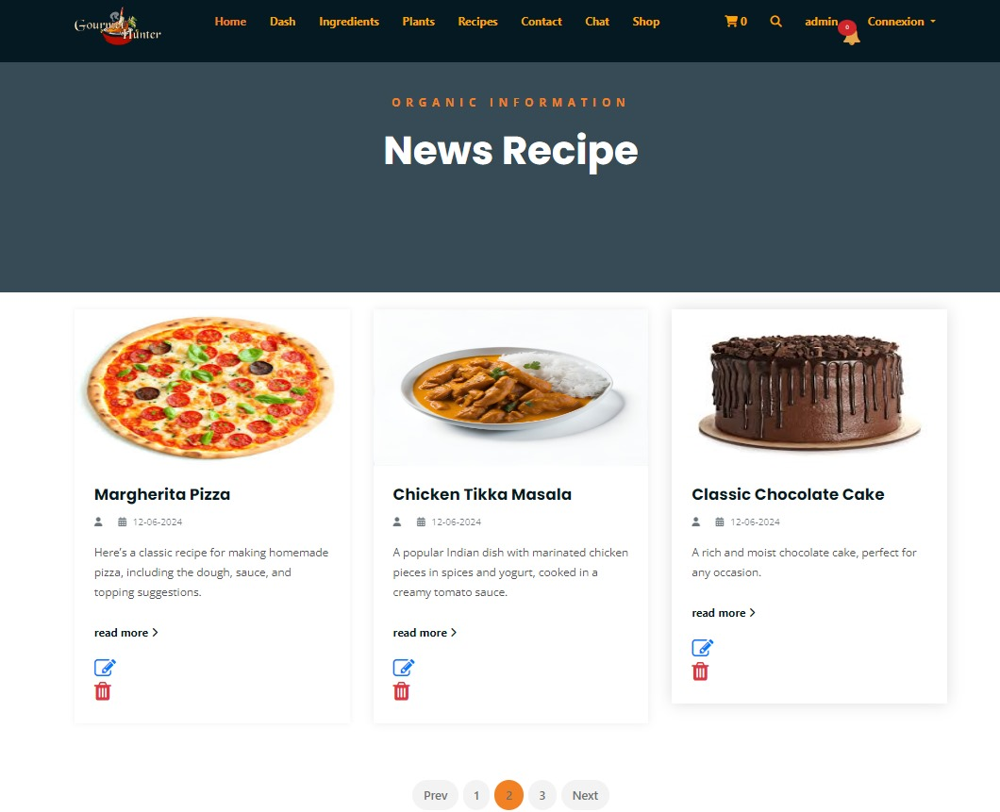 Gourmet Hunter
Home Dash Ingredients Plants Recipes Contact Chat Shop 0 admin 0 Connexion
ORGANIC INFORMATION
News Recipe
Margherita Pizza
12-06-2024
Here's a classic recipe for making homemade
pizza, including the dough, sauce, and
topping suggestions.
read more
Chicken Tikka Masala
12-06-2024
A popular Indian dish with marinated chicken
pieces in spices and yogurt, cooked in a
creamy tomato sauce.
read more
Classic Chocolate Cake
12-06-2024
A rich and moist chocolate cake, perfect for
any occasion.
read more
Prev 1 2 3 Next